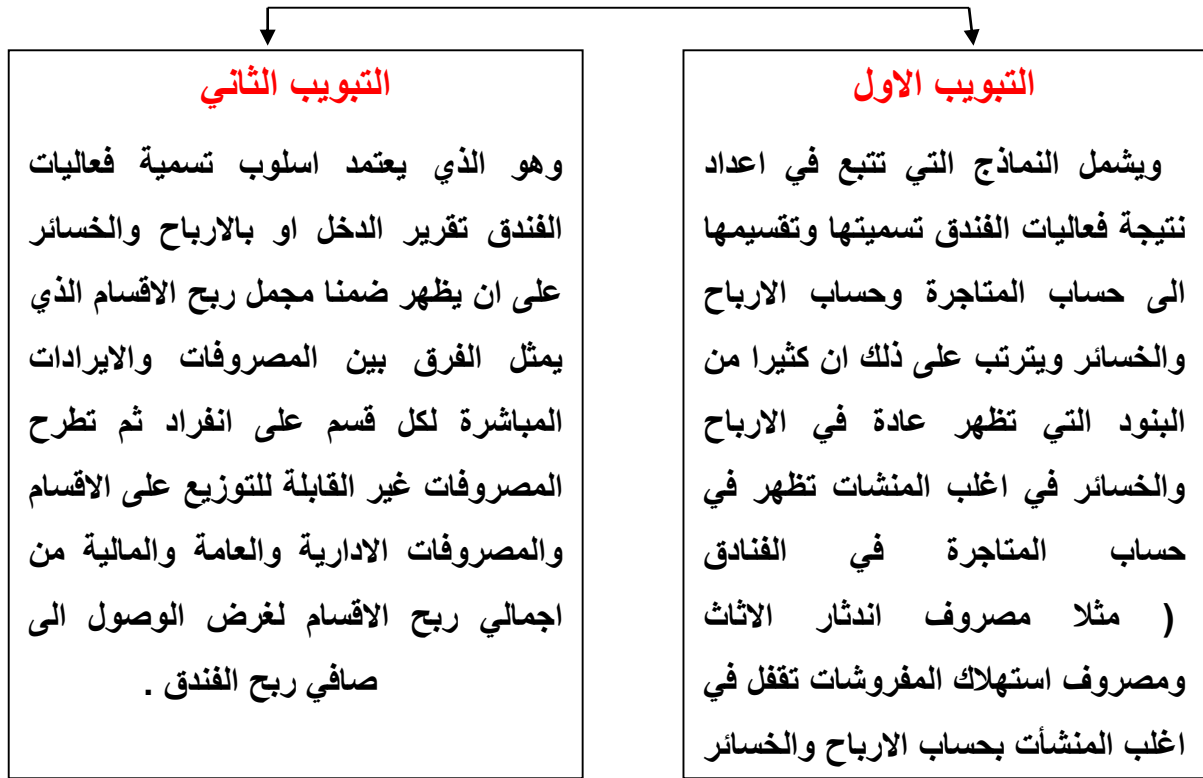 التبويب الاول
ويشمل النماذج التي تتبع في اعداد
نتيجة فعاليات الفندق تسميتها وتقسيمها
الى حساب المتاجرة وحساب الارباح
والخسائر ويترتب على ذلك ان كثيرا من
البنود التي تظهر عادة في الارباح
والخسائر في اغلب المنشات تظهر في
حساب المتاجرة في الفنادق
( مثلا مصروف اندثار الاثاث
ومصروف استهلاك المفروشات تقفل في
اغلب المنشأت بحساب الارباح والخسائر
التبويب الثاني
وهو الذي يعتمد اسلوب تسمية فعاليات
الفندق تقرير الدخل او بالارباح والخسائر
على ان يظهر ضمنا مجمل ربح الاقسام الذي
يمثل الفرق بين المصروفات والايرادات
المباشرة لكل قسم على انفراد ثم تطرح
المصروفات غير القابلة للتوزيع على الاقسام
والمصروفات الادارية والعامة والمالية من
اجمالي ربح الاقسام لغرض الوصول الى
صافي ربح الفندق .